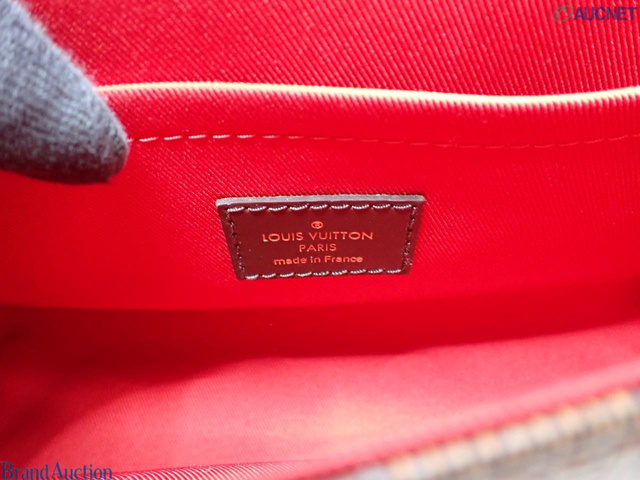 AUCNET
LOUIS VUITTON
PARIS
made in France
Brand Auction